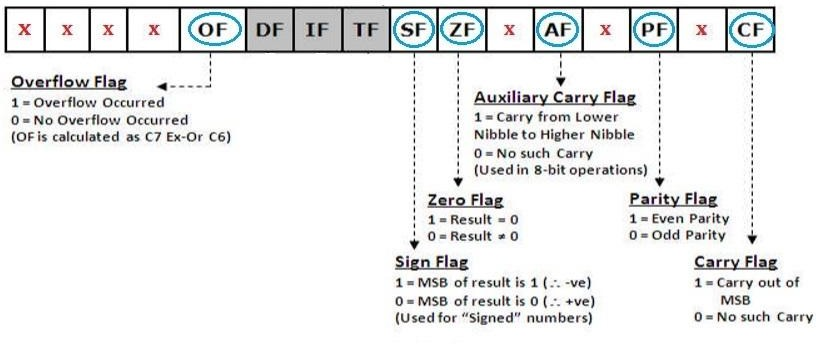 x x x x OF DF IF TF SF ZF x AF x PF x CF
Overflow Flag
1 = Overflow Occurred
0 = No Overflow Occurred
(OF is calculated as C7 Ex-Or C6)
Auxiliary Carry Flag
1 = Carry from Lower
Nibble to Higher Nibble
0 = No such Carry
(Used in 8-bit operations)
Zero Flag
1 = Result = 0
0 = Result ≠ 0
Parity Flag
1 = Even Parity
0 = Odd Parity
Sign Flag
1 = MSB of result is 1 (∴ -ve)
0 = MSB of result is 0 (∴ +ve)
(Used for “Signed” numbers)
Carry Flag
1 = Carry out of
MSB
0 = No such Carry